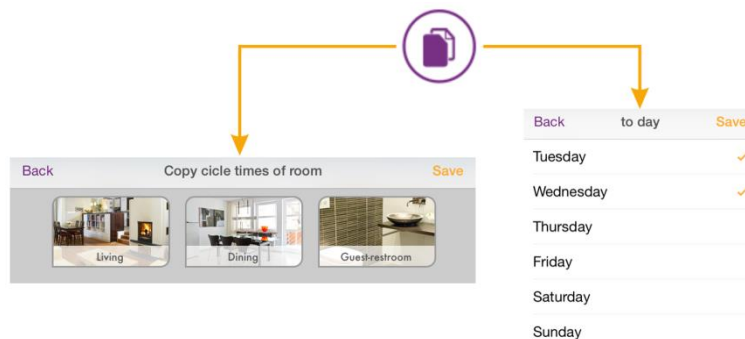 Back Copy cicle times of room Save
Living Dining Guest-restroom
Back to day Save
Tuesday
Wednesday
Thursday
Friday
Saturday
Sunday